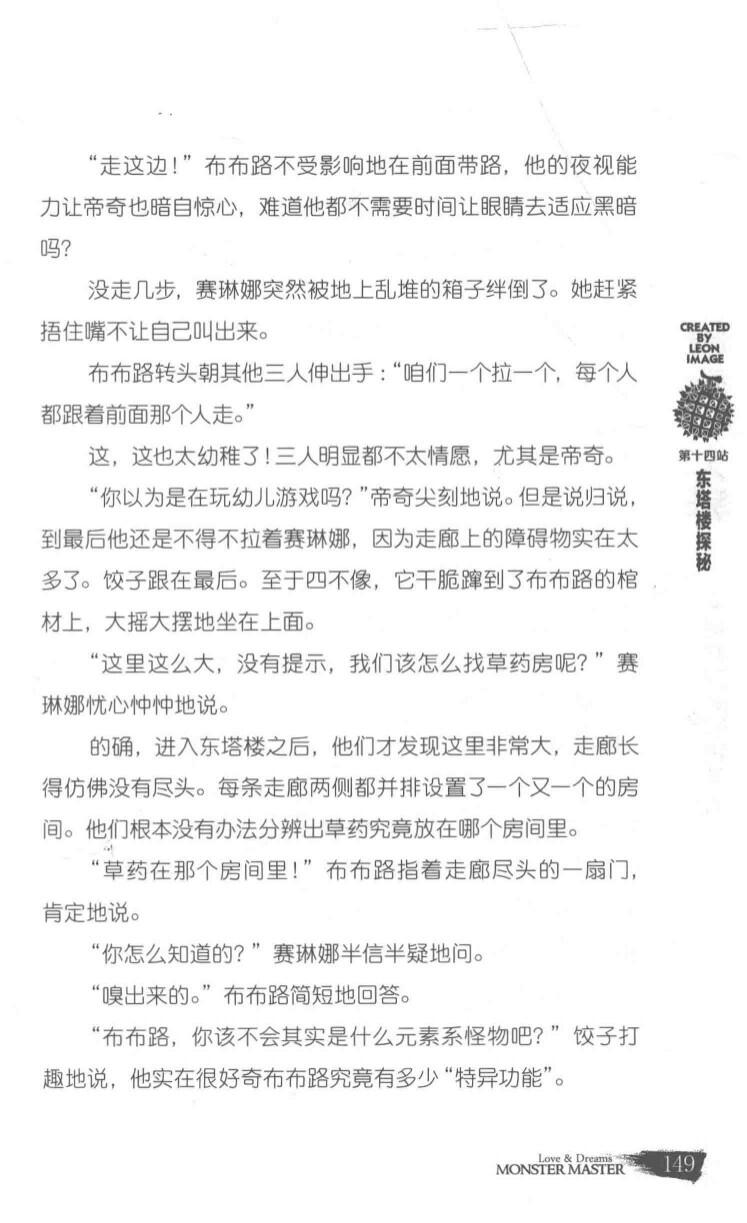 “走这边！”布布路不受影响地在前面带路，他的夜视能
力让帝奇也暗自惊心，难道他都不需要时间让眼睛去适应黑暗
吗？
没走几步，赛琳娜突然被地上乱堆的箱子绊倒了。她赶紧
捂住嘴不让自己叫出来。
布布路转头朝其他三人伸出手：“咱们一个拉一个，每个人
都跟着前面那个人走。”
这，这也太幼稚了！三人明显都不太情愿，尤其是帝奇。
“你以为是在玩幼儿游戏吗？”帝奇尖刻地说。但是说归说，
到最后他还是不得不拉着赛琳娜，因为走廊上的障碍物实在太
多了。饺子跟在最后。至于四不像，它干脆蹿到了布布路的棺
材上，大摇大摆地坐在上面。
“这里这么大，没有提示，我们该怎么找草药房呢？”赛
琳娜忧心忡忡地说。
的确，进入东塔楼之后，他们才发现这里非常大，走廊长
得仿佛没有尽头。每条走廊两侧都并排设置了一个又一个的房
间。他们根本没有办法分辨出草药究竟放在哪个房间里。
“草药在那个房间里！”布布路指着走廊尽头的一扇门，
肯定地说。
“你怎么知道的？”赛琳娜半信半疑地问。
“嗅出来的。”布布路简短地回答。
“布布路，你该不会其实是什么元素系怪物吧？”饺子打
趣地说，他实在很好奇布布路究竟有多少“特异功能”。
CREATED
BY
LEON
IMAGE
第十四站
东塔楼探秘
Love & Dreams
MONSTER MASTER
149